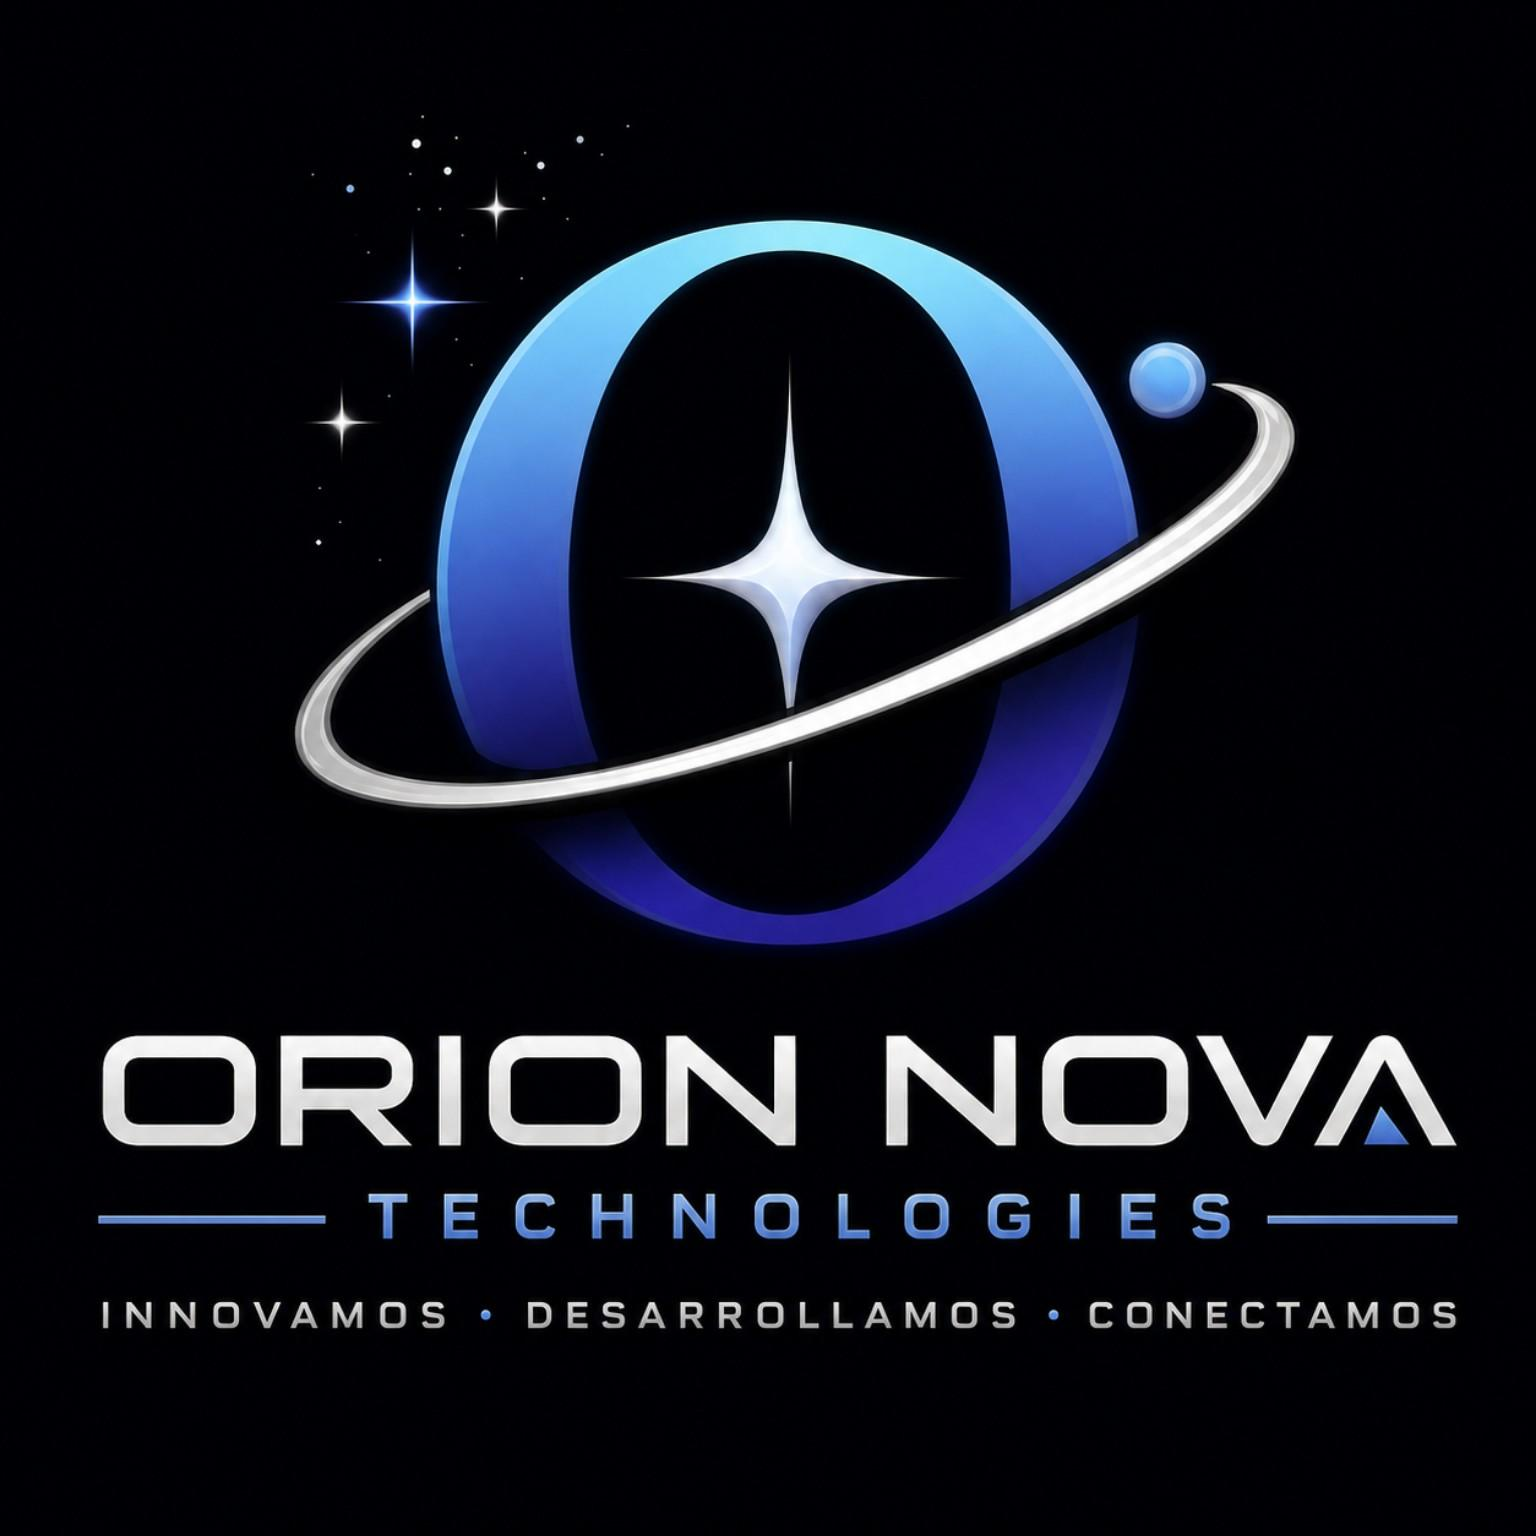 ORION NOVA
TECHNOLOGIES
INNOVAMOS • DESARROLLAMOS • CONECTAMOS